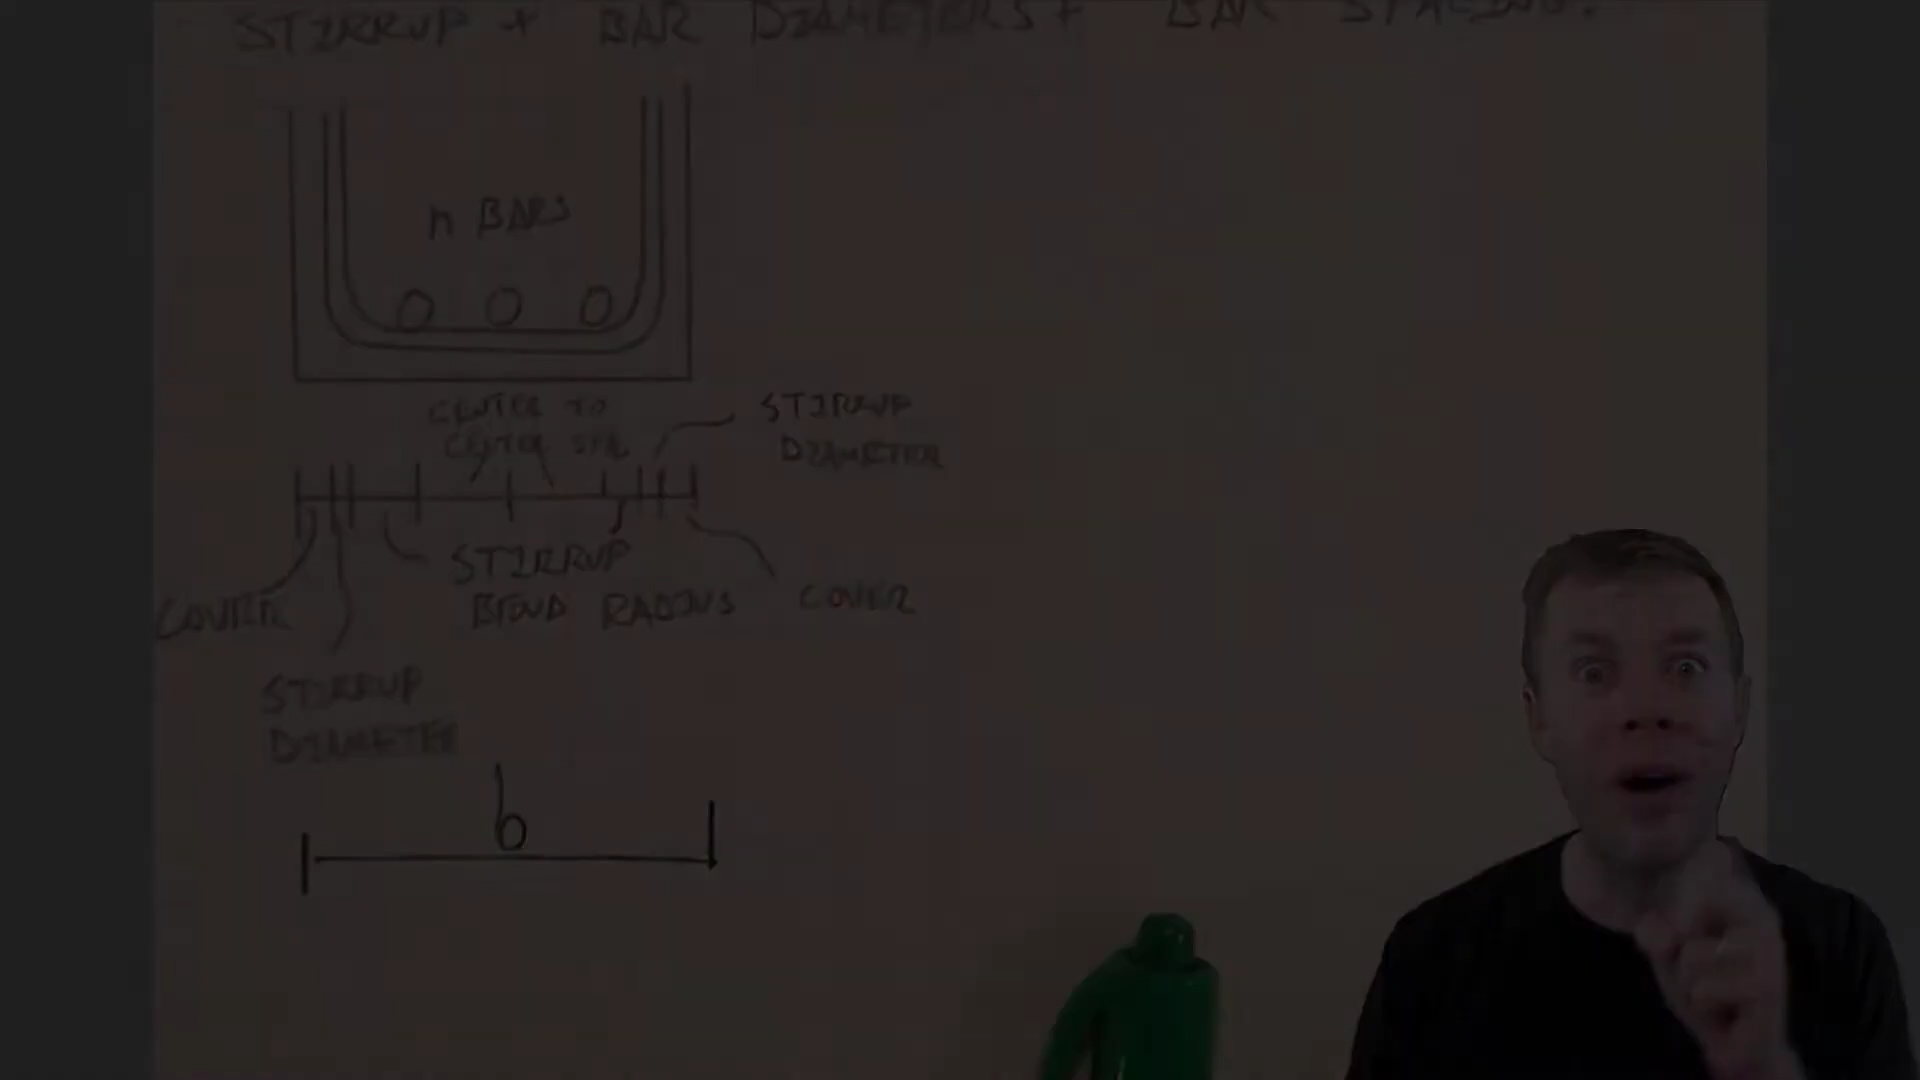 STIRRUP + BAR DIAMETERS + BAR SPACING.
n BARS
CENTER TO
CENTER SPA
STIRRUP
DIAMETER
STIRRUP
BEND RADIUS
COVER
COVER
STIRRUP
DIAMETER
b